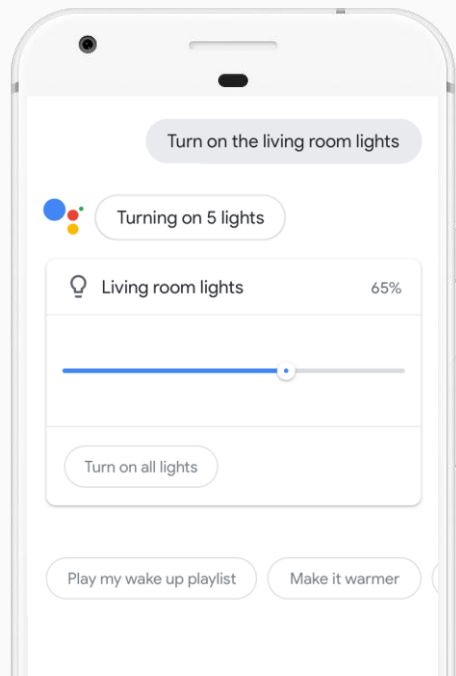 Turn on the living room lights
Turning on 5 lights
Living room lights 65%
Turn on all lights
Play my wake up playlist Make it warmer